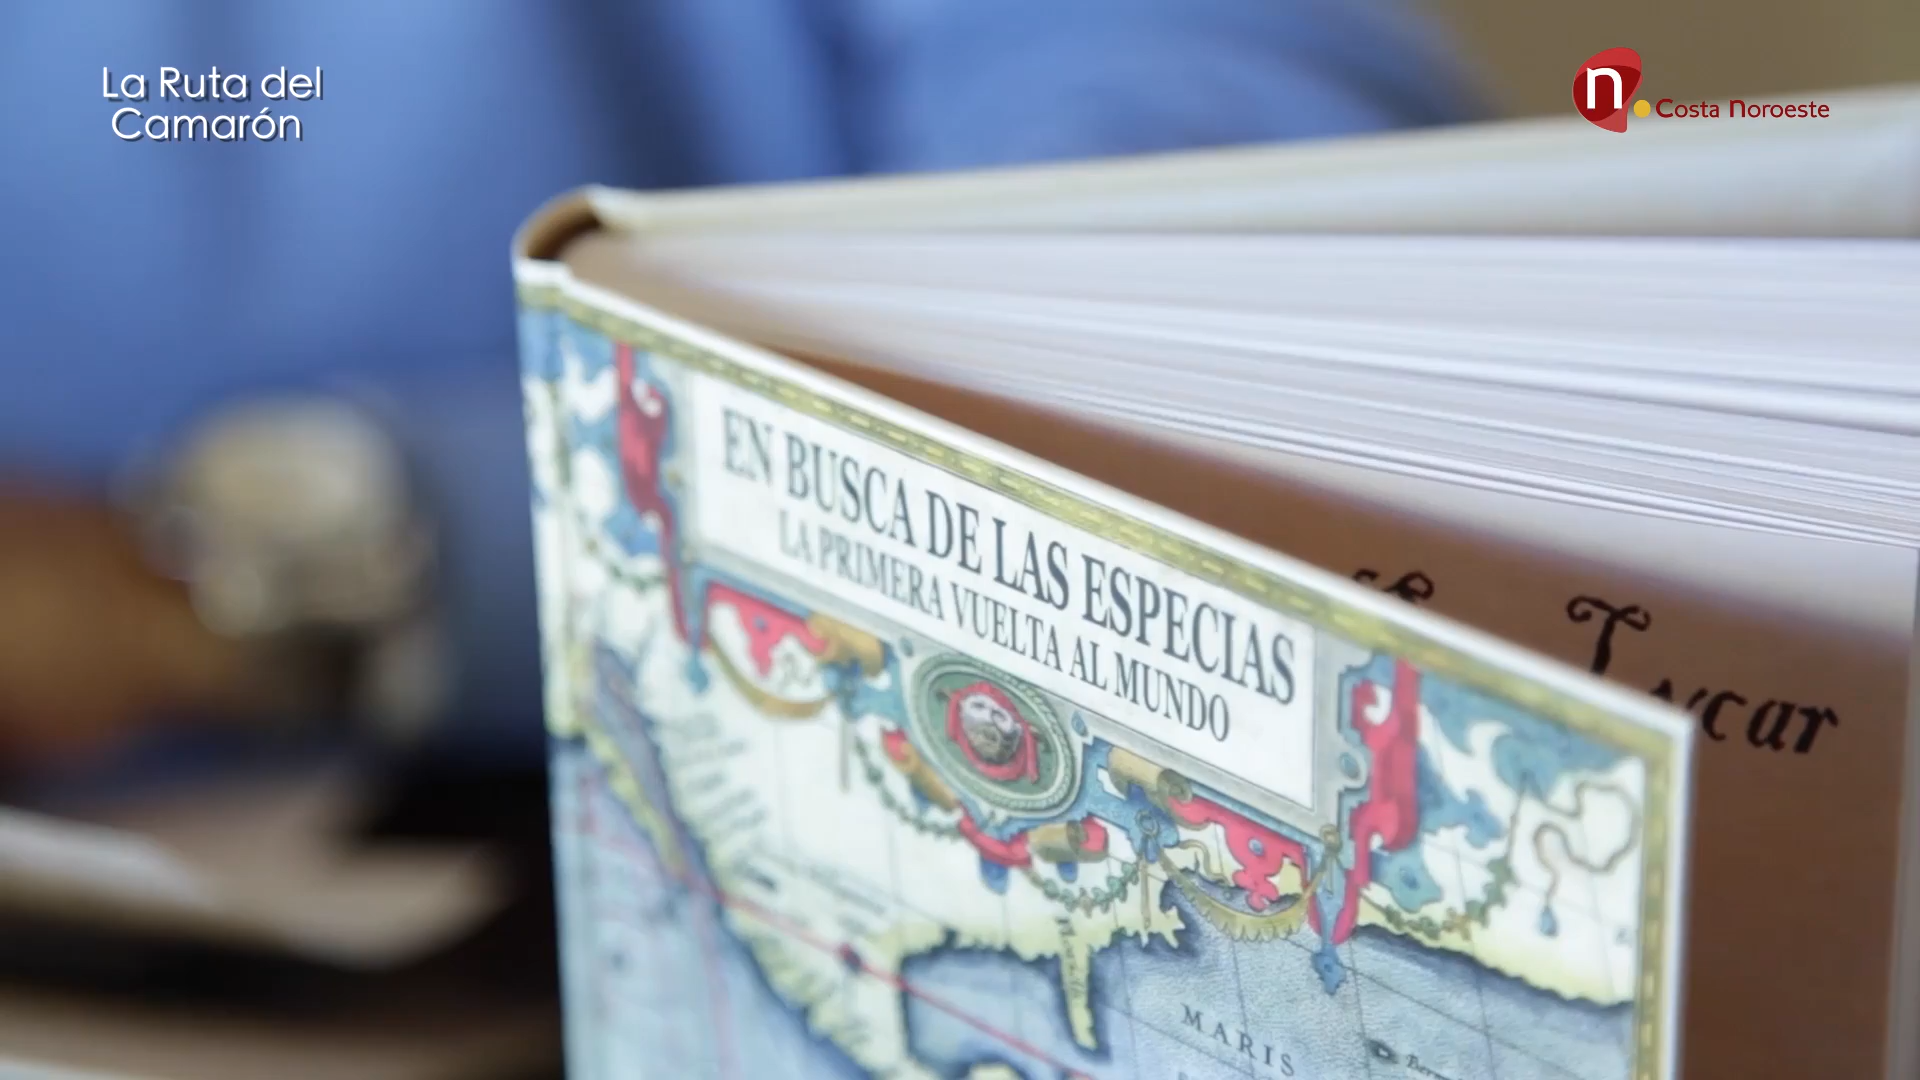 La Ruta del
Camarón
n
Costa Noroeste
EN BUSCA DE LAS ESPECIAS
LA PRIMERA VUELTA AL MUNDO
MARIS